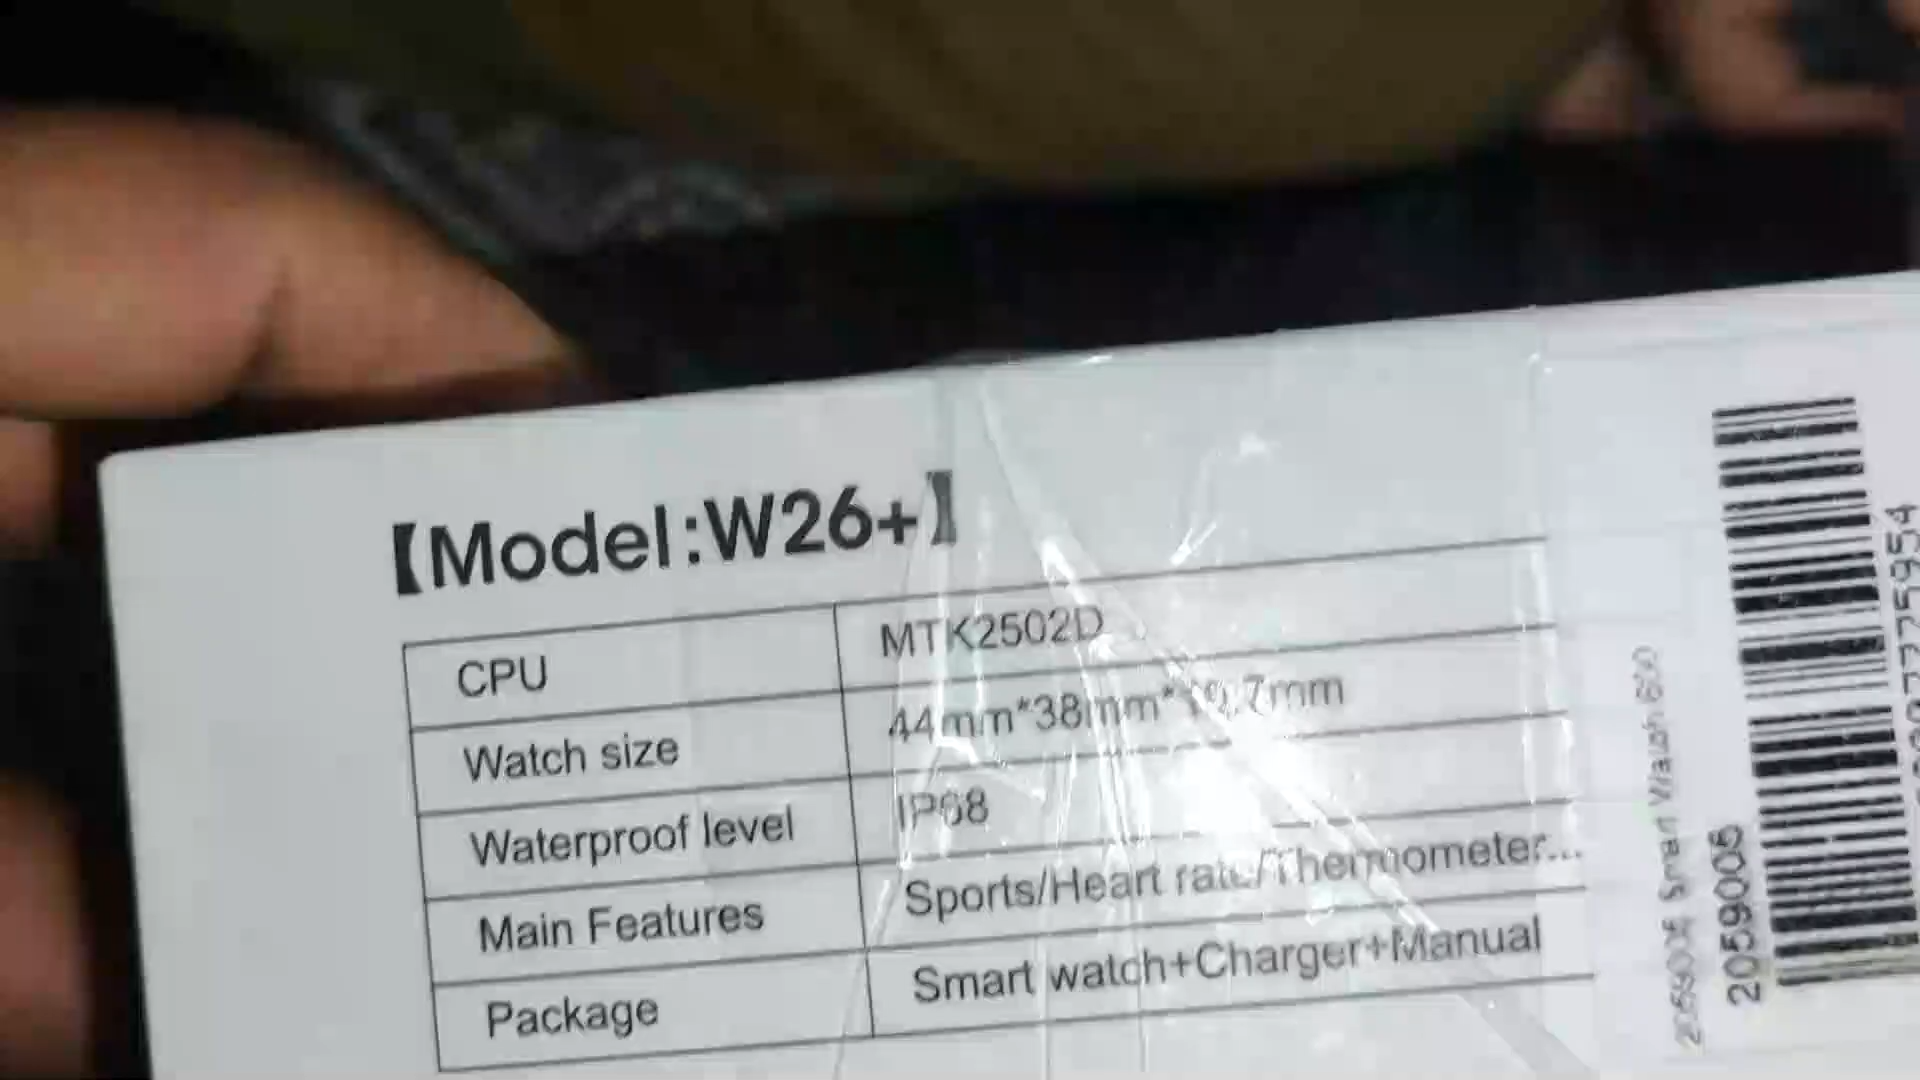 【Model:W26+】
CPU MTK2502D
Watch size 44mm*38mm*10.7mm
Waterproof level IP68
Main Features Sports/Heart rate/Thermometer...
Package Smart watch+Charger+Manual
2059005 Smart Watch
2059005